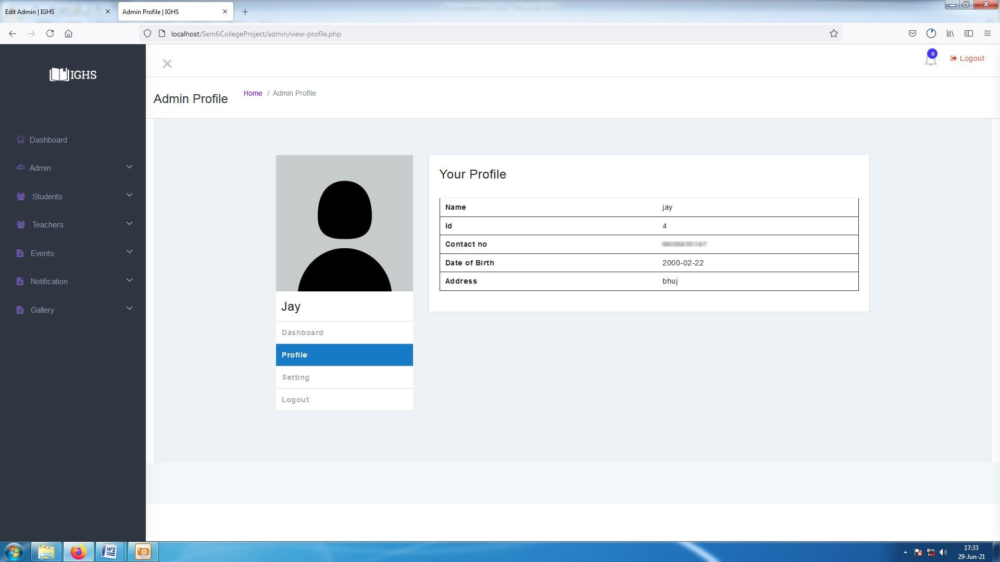 Edit Admin | IGHS
Admin Profile | IGHS
localhost/Sem6CollegeProject/admin/view-profile.php
IGHS
0
Logout
Admin Profile
Home / Admin Profile
Dashboard
Admin
Students
Teachers
Events
Notification
Gallery
Jay
Dashboard
Profile
Setting
Logout
Your Profile
Name jay
Id 4
Contact no
Date of Birth 2000-02-22
Address bhuj
17:33
29-Jun-21